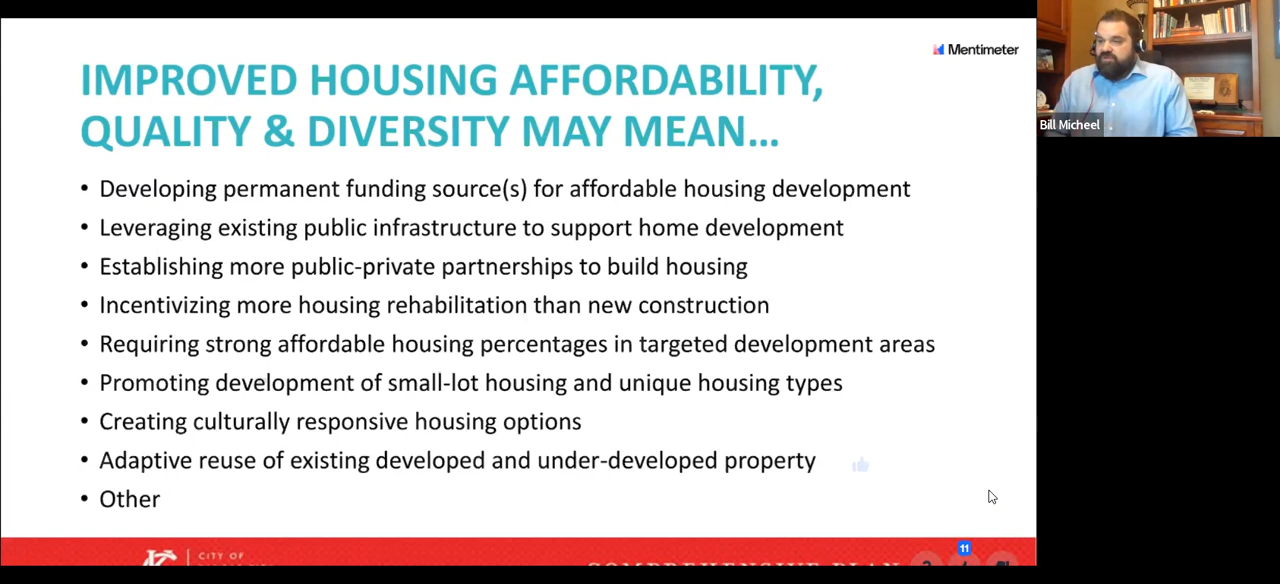 Mentimeter
IMPROVED HOUSING AFFORDABILITY,
QUALITY & DIVERSITY MAY MEAN...
• Developing permanent funding source(s) for affordable housing development
• Leveraging existing public infrastructure to support home development
• Establishing more public-private partnerships to build housing
• Incentivizing more housing rehabilitation than new construction
• Requiring strong affordable housing percentages in targeted development areas
• Promoting development of small-lot housing and unique housing types
• Creating culturally responsive housing options
• Adaptive reuse of existing developed and under-developed property
• Other
Bill Micheel
CITY OF
COMPREHENSIVE PLAN
11